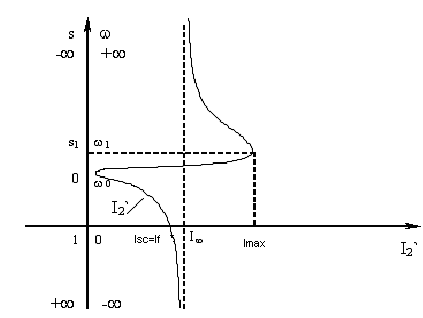 s ω
-∞ +∞
s₁ ω₁
0 ω₀
I₂'
Isc=If I∞ Imax
1 0 I₂'
+∞ -∞